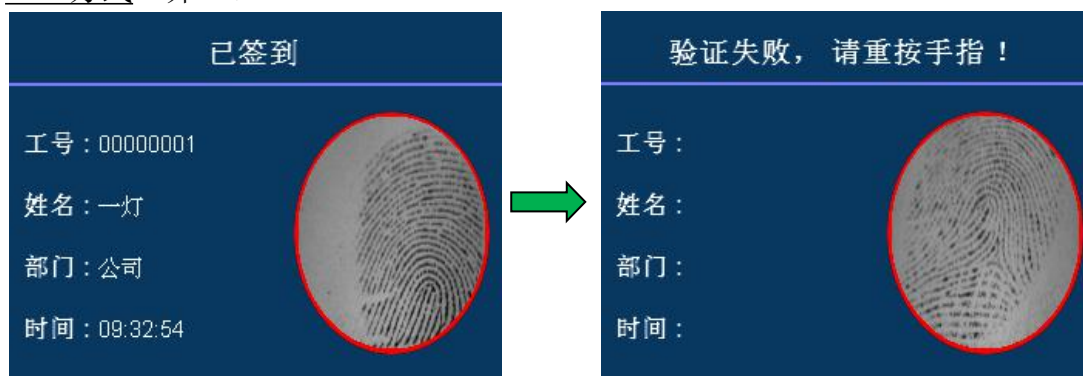 已签到
工号：00000001
姓名：一灯
部门：公司
时间：09:32:54
验证失败，请重按手指！
工号：
姓名：
部门：
时间：